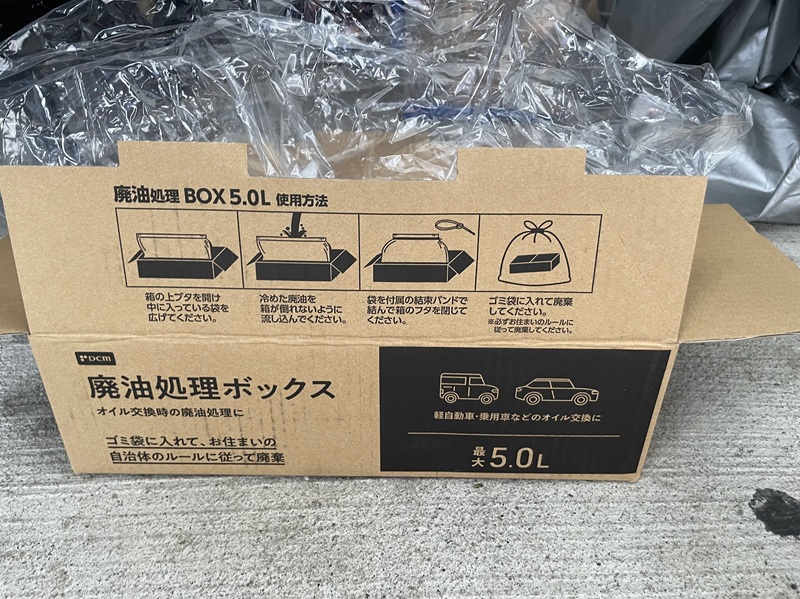 廃油処理 BOX 5.0L 使用方法
箱の上ブタを開け
中に入っている袋を
広げてください。
冷めた廃油を
箱が倒れないように
流し込んでください。
袋を付属の結束バンドで
結んで箱のフタを閉じて
ください。
ゴミ袋に入れて廃棄
してください。
※必ずお住まいのルールに
従って廃棄してください。
DCM
廃油処理ボックス
オイル交換時の廃油処理に
ゴミ袋に入れて、お住まいの
自治体のルールに従って廃棄
軽自動車・乗用車などのオイル交換に
最大 5.0L